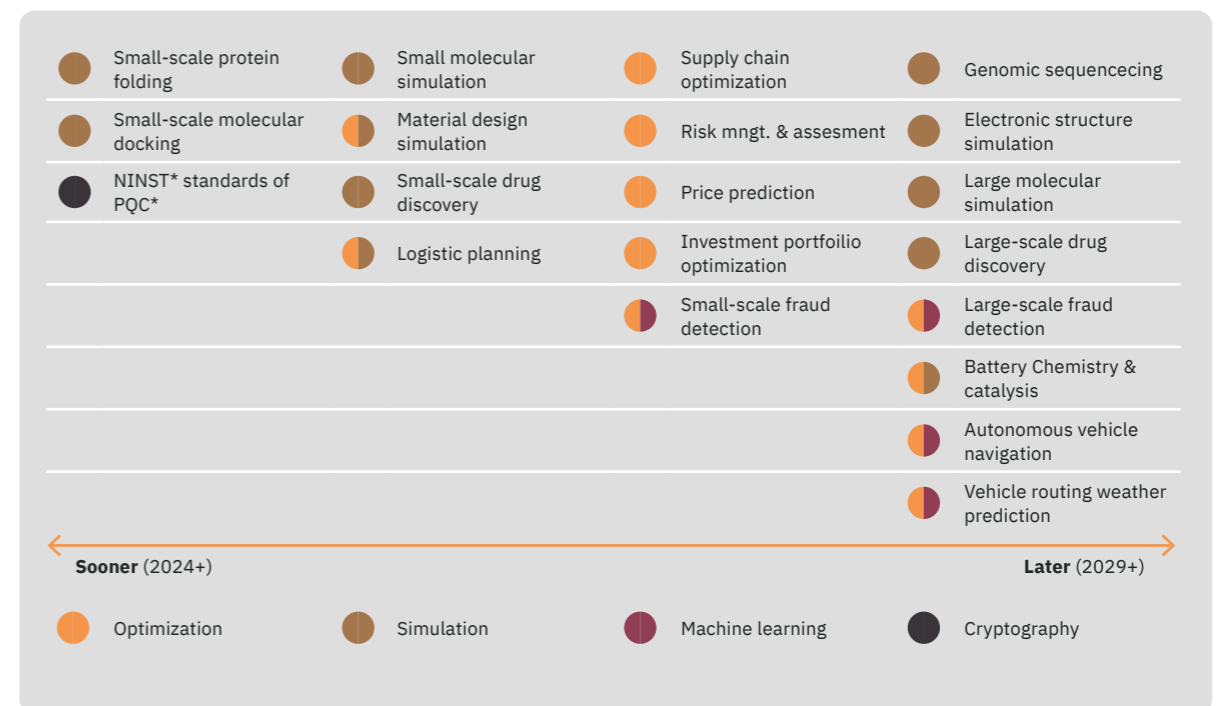 Small-scale protein
folding
Small molecular
simulation
Supply chain
optimization
Genomic sequencecing
Small-scale molecular
docking
Material design
simulation
Risk mngt. & assesment
Electronic structure
simulation
NINST* standards of
PQC*
Small-scale drug
discovery
Price prediction
Large molecular
simulation
Logistic planning
Investment portfoilio
optimization
Large-scale drug
discovery
Small-scale fraud
detection
Large-scale fraud
detection
Battery Chemistry &
catalysis
Autonomous vehicle
navigation
Vehicle routing weather
prediction
Sooner (2024+)
Later (2029+)
Optimization
Simulation
Machine learning
Cryptography